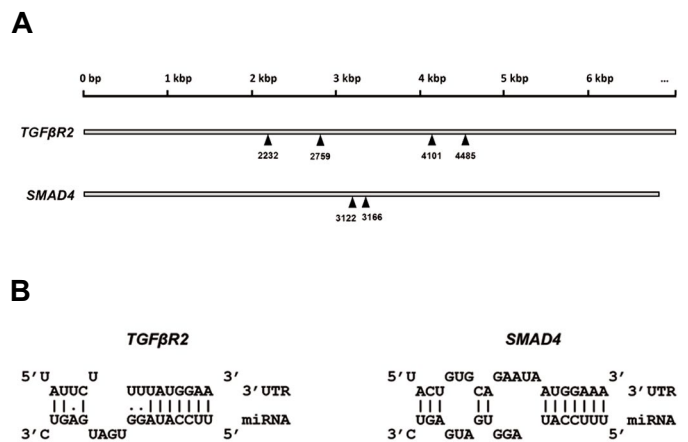 A
0 bp 1 kbp 2 kbp 3 kbp 4 kbp 5 kbp 6 kbp ...
TGFβR2
2232 2759 4101 4485
SMAD4
3122 3166
B
TGFβR2 SMAD4
5'U U 3' 5'U GUG GAAUA 3'
AUUC UUUAUGGAA 3'UTR ACU CA AUGGAAA 3'UTR
||.| ..||||||| ||| || |||||||
UGAG GGAUACCUU miRNA UGA GU UACCUUU miRNA
3'C UAGU 5' 3'C GUA GGA 5'